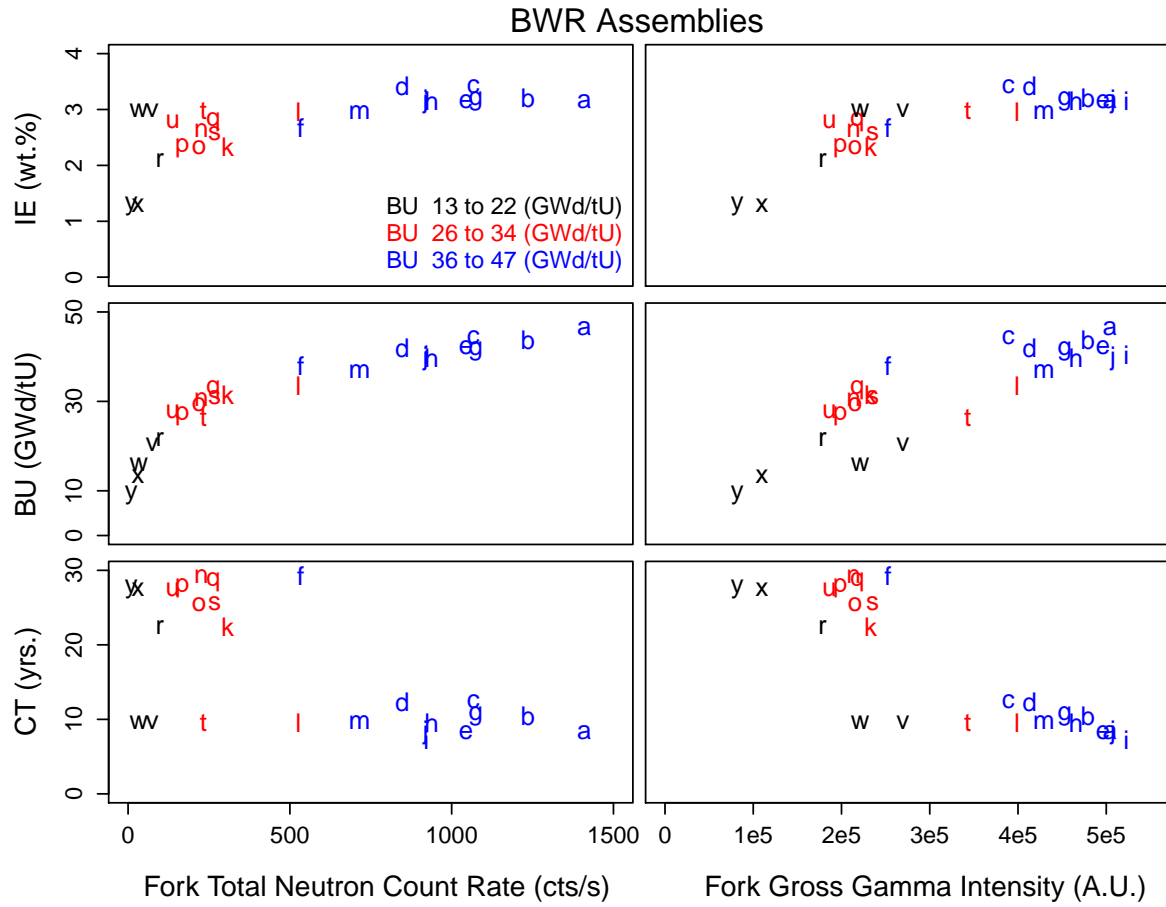 BWR Assemblies
IE (wt.%)
4
3
2
1
0
w v u t q n s p o r y x l f m d j h e c g b a
BU 13 to 22 (GWd/tU)
BU 26 to 34 (GWd/tU)
BU 36 to 47 (GWd/tU)
y x r u p n o q s k f w v t l m c d g h b e a j i
BU (GWd/tU)
50
30
10
0
y x w v r u p o n t q s k l f m d j h e c g b a
y x r w v u p n o q k s f t l m c d g h b e a j i
CT (yrs.)
30
20
10
0
y x u p n q o s r k f w v t l m d j i h e c g b a
y x u p n q o s r k f w v t l c d m g h b e a j i
0 500 1000 1500
0 1e5 2e5 3e5 4e5 5e5
Fork Total Neutron Count Rate (cts/s)
Fork Gross Gamma Intensity (A.U.)